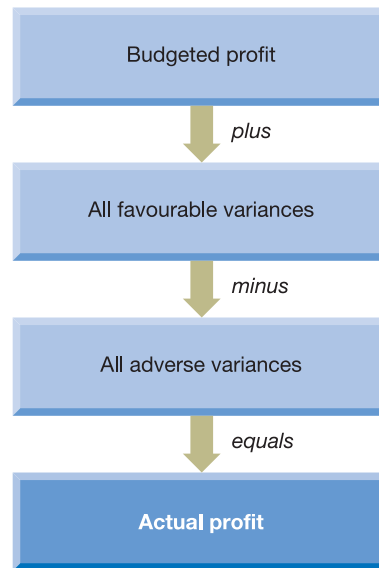 Budgeted profit
plus
All favourable variances
minus
All adverse variances
equals
Actual profit